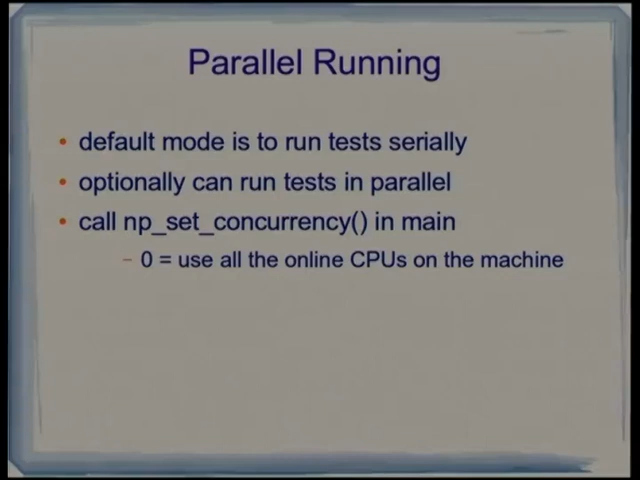 Parallel Running
• default mode is to run tests serially
• optionally can run tests in parallel
• call np_set_concurrency() in main
– 0 = use all the online CPUs on the machine